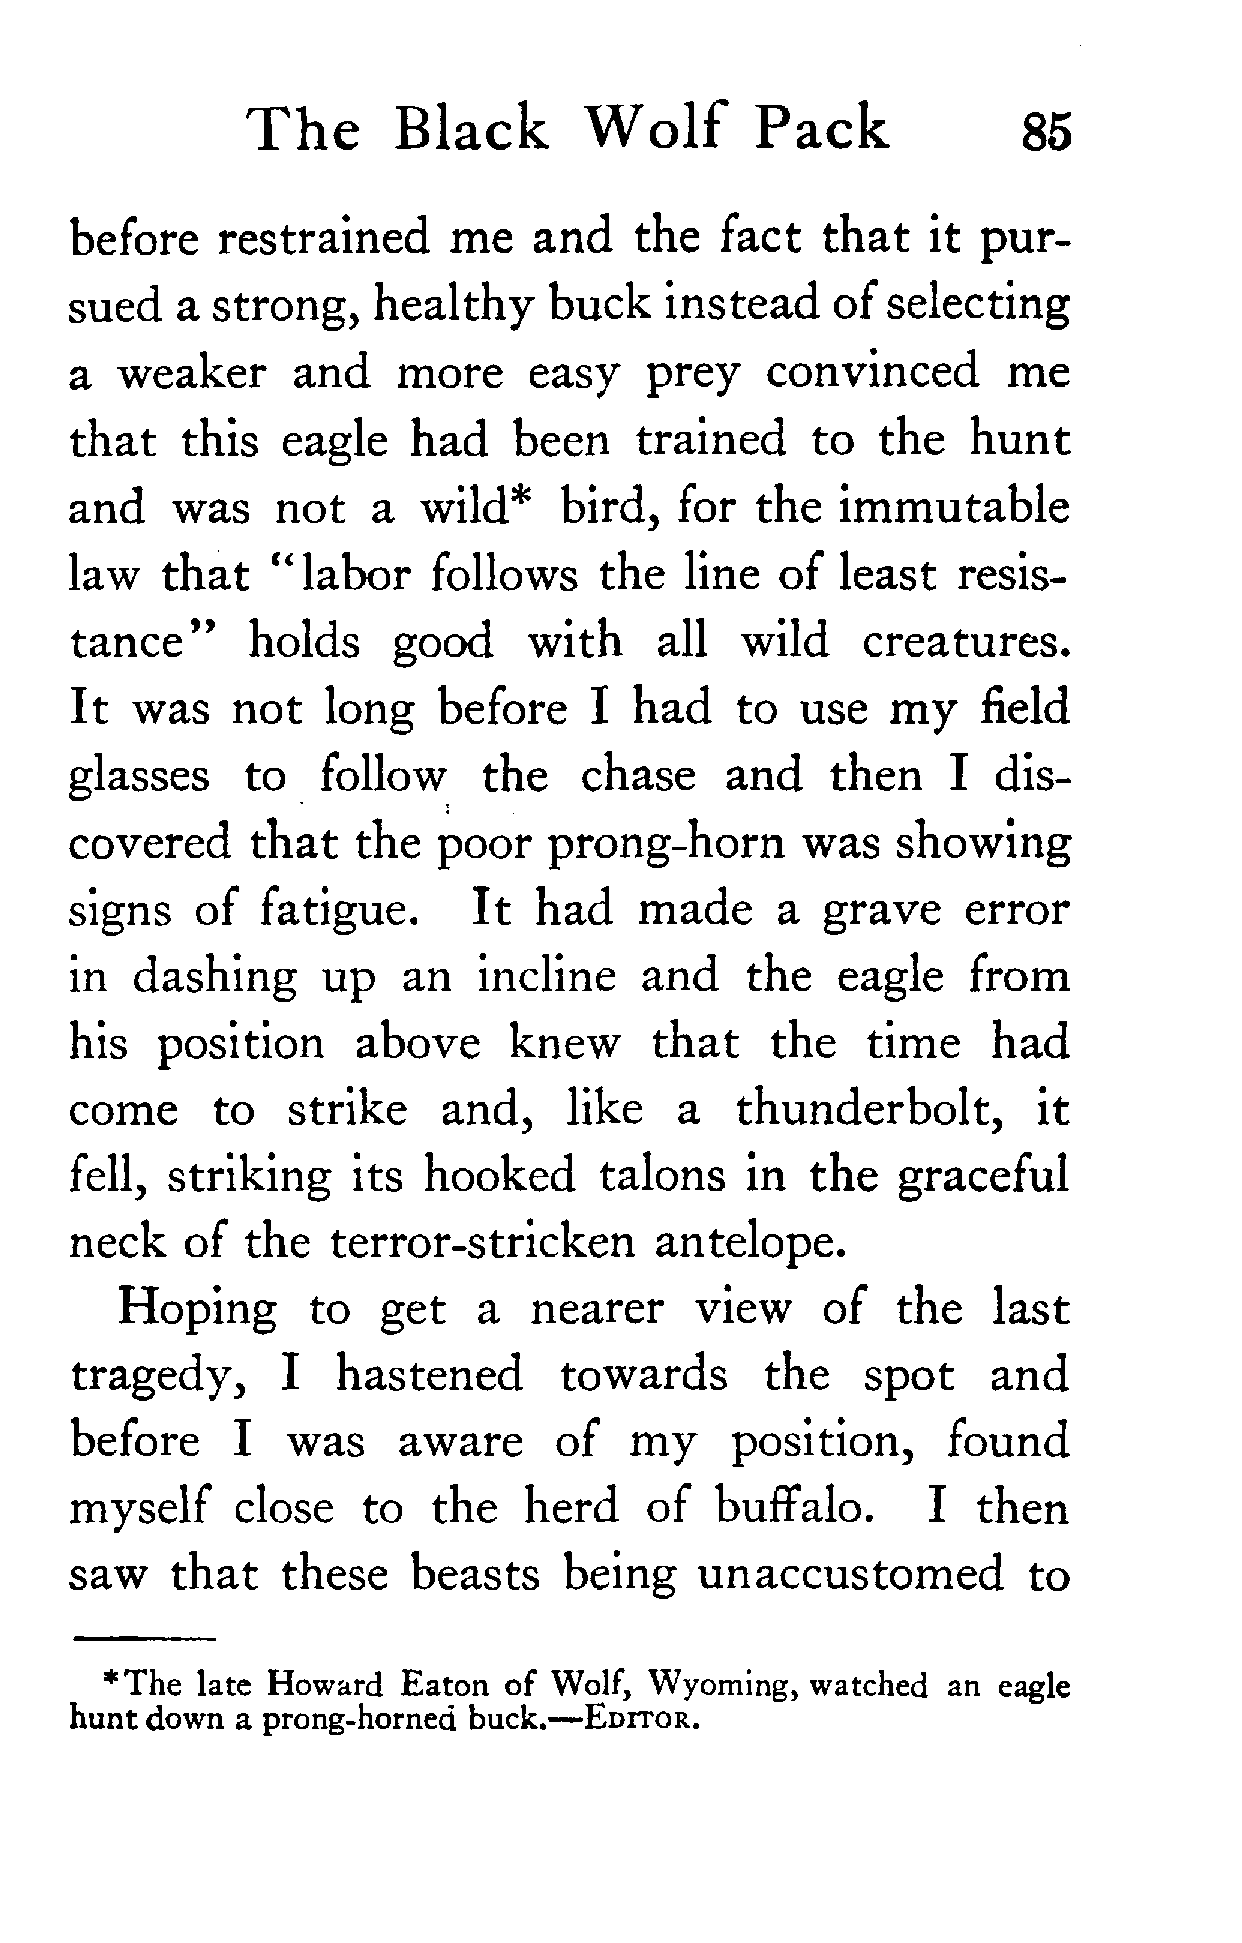 The Black Wolf Pack 85
before restrained me and the fact that it pur-
sued a strong, healthy buck instead of selecting
a weaker and more easy prey convinced me
that this eagle had been trained to the hunt
and was not a wild* bird, for the immutable
law that "labor follows the line of least resis-
tance" holds good with all wild creatures.
It was not long before I had to use my field
glasses to follow the chase and then I dis-
covered that the poor prong-horn was showing
signs of fatigue. It had made a grave error
in dashing up an incline and the eagle from
his position above knew that the time had
come to strike and, like a thunderbolt, it
fell, striking its hooked talons in the graceful
neck of the terror-stricken antelope.
Hoping to get a nearer view of the last
tragedy, I hastened towards the spot and
before I was aware of my position, found
myself close to the herd of buffalo. I then
saw that these beasts being unaccustomed to
*The late Howard Eaton of Wolf, Wyoming, watched an eagle
hunt down a prong-horned buck.—EDITOR.